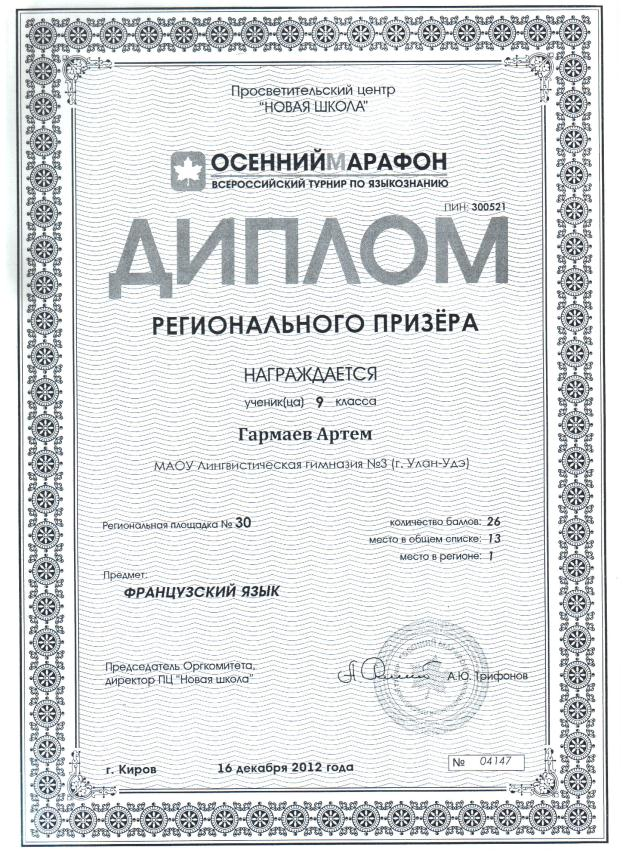 Просветительский центр
"НОВАЯ ШКОЛА"
ОСЕННИЙМАРАФОН
ВСЕРОССИЙСКИЙ ТУРНИР ПО ЯЗЫКОЗНАНИЮ
ПИН: 300521
ДИПЛОМ
РЕГИОНАЛЬНОГО ПРИЗЁРА
НАГРАЖДАЕТСЯ
ученик(ца) 9 класса
Гармаев Артем
МАОУ Лингвистическая гимназия №3 (г. Улан-Удэ)
Региональная площадка № 30
количество баллов: 26
место в общем списке: 13
место в регионе: 1
Предмет:
ФРАНЦУЗСКИЙ ЯЗЫК
Председатель Оргкомитета,
директор ПЦ "Новая школа"
А.Ю. Трифонов
г. Киров
16 декабря 2012 года
№ 04147